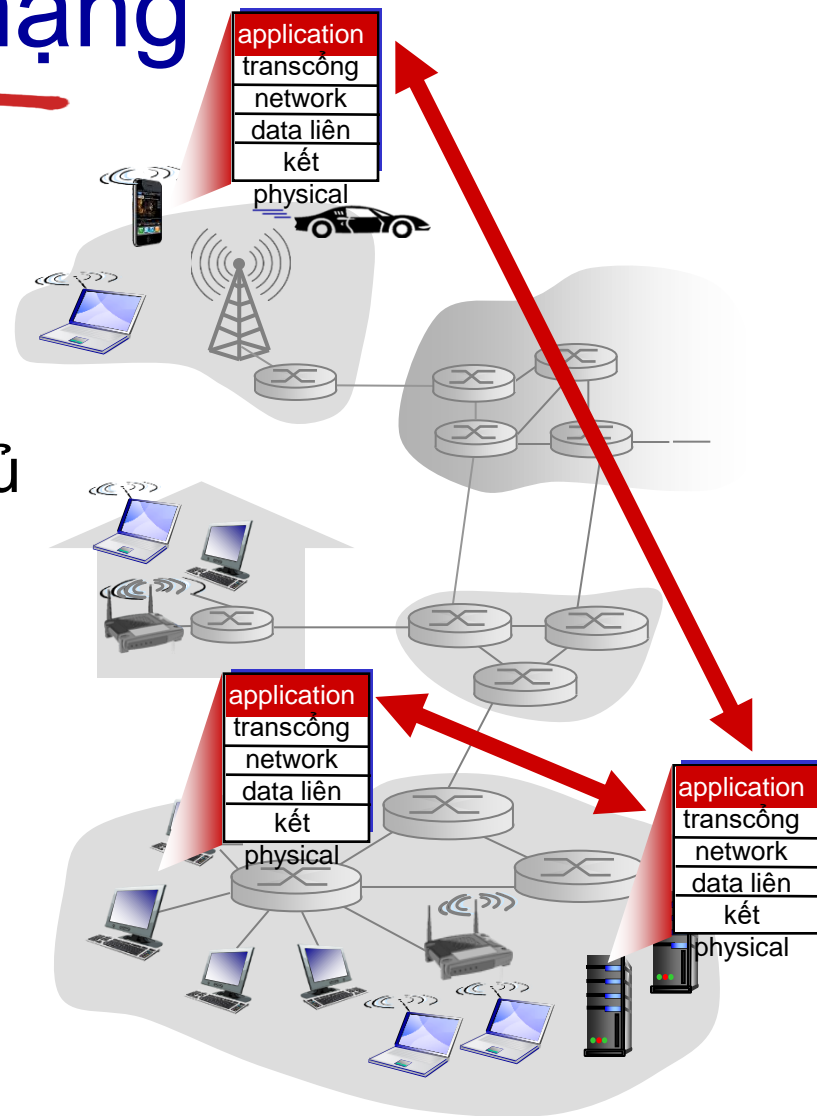 mạng
application
transcổng
network
data liên
kết
physical
ủ
application
transcổng
network
data liên
kết
physical
application
transcổng
network
data liên
kết
physical